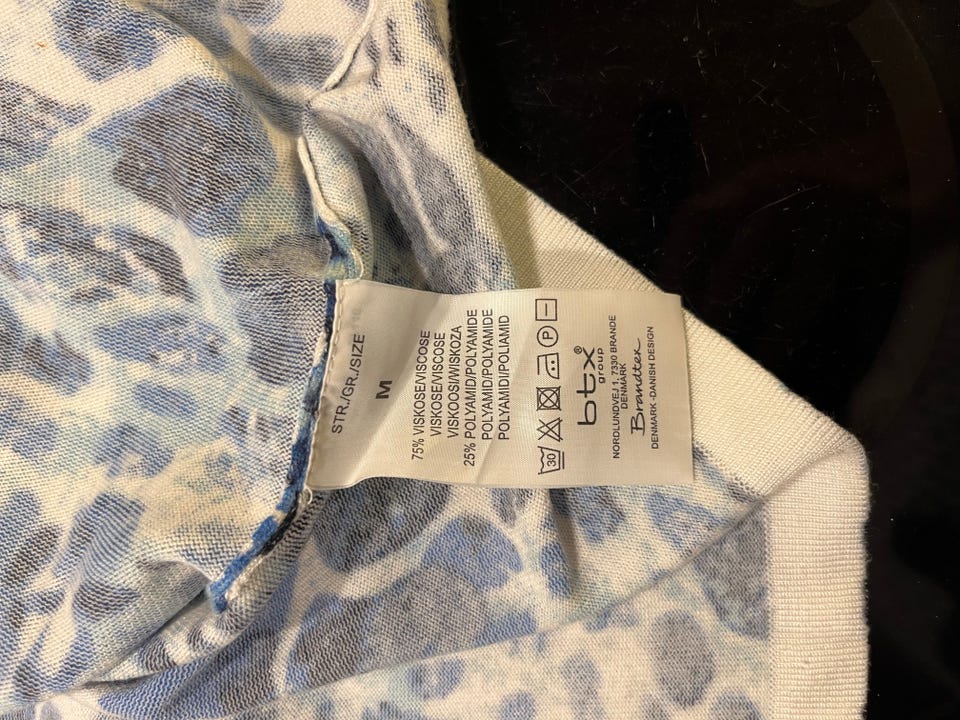 STR./GR./SIZE
M
75% VISKOSE/VISCOSE
VISKOSE/VISCOSE
VISKOOSI/WISKOZA
25% POLYAMID/POLYAMIDE
POLYAMID/POLYAMIDE
POLYAMIDI/POLIAMID
30 P
btx®
group
NORDLUNDVEJ 1, 7330 BRANDE
DENMARK
Brandtex
DENMARK -DANISH DESIGN